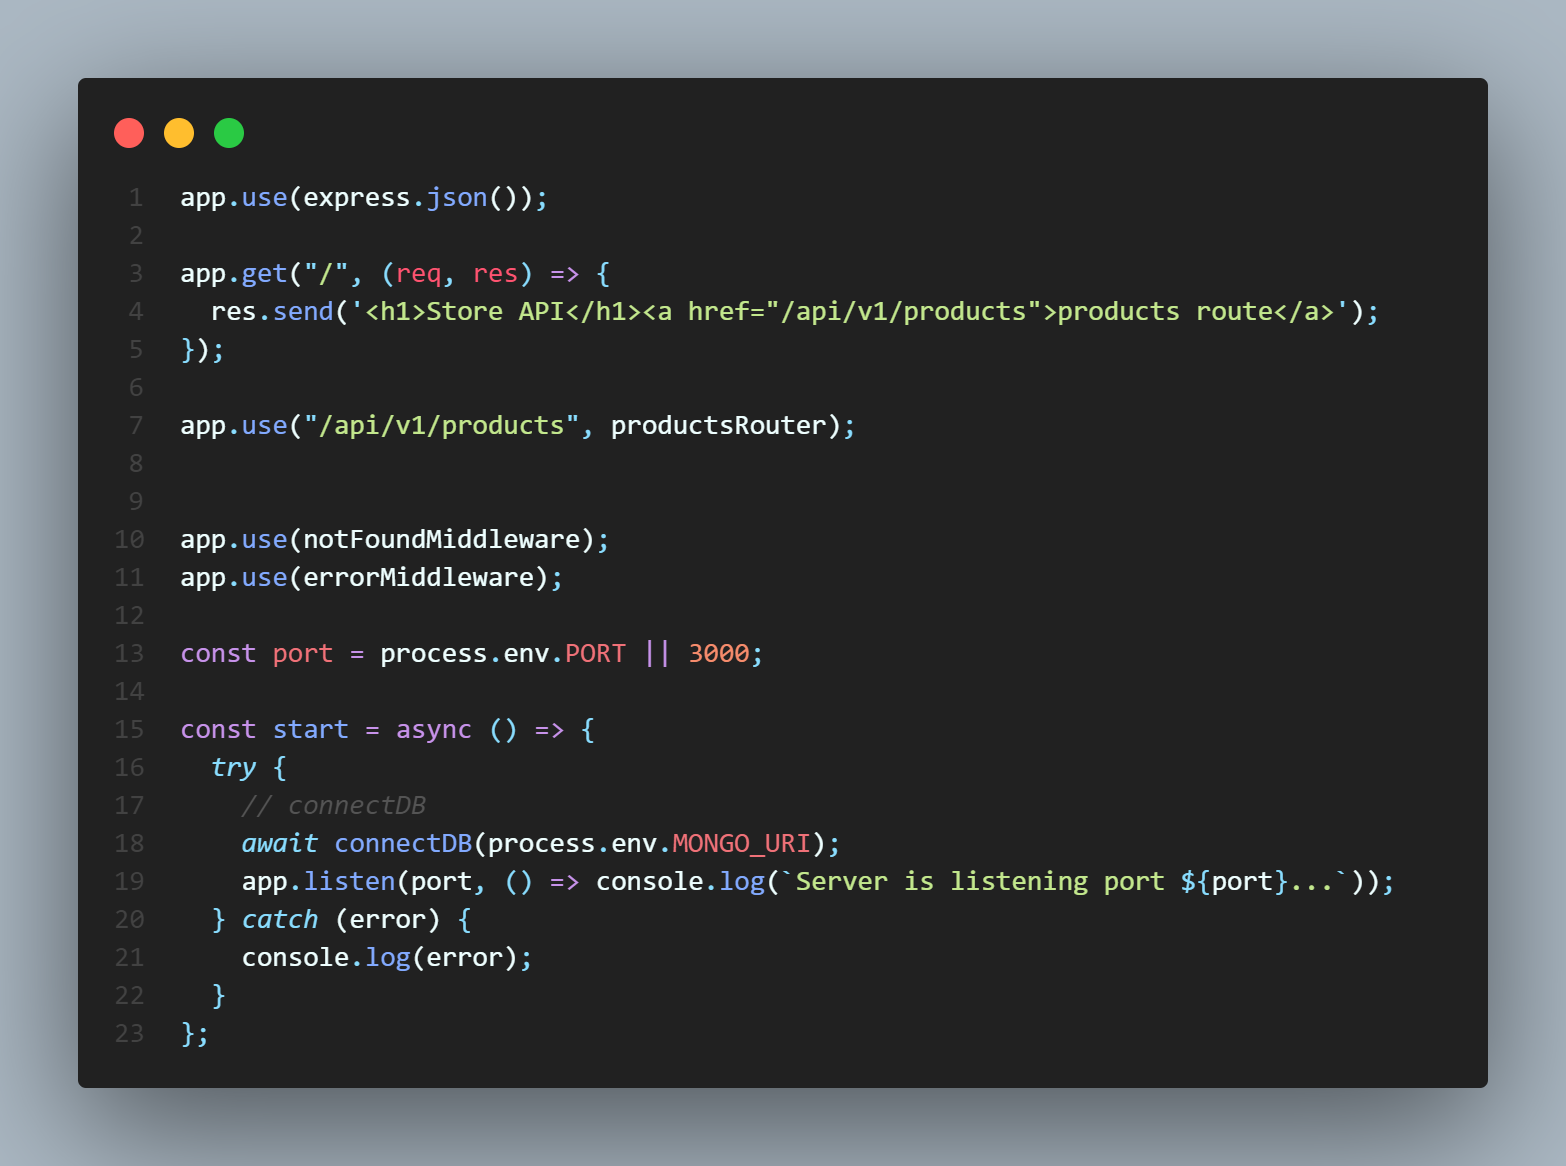 1 app.use(express.json());
2
3 app.get("/", (req, res) => {
4   res.send('<h1>Store API</h1><a href="/api/v1/products">products route</a>');
5 });
6
7 app.use("/api/v1/products", productsRouter);
8
9
10 app.use(notFoundMiddleware);
11 app.use(errorMiddleware);
12
13 const port = process.env.PORT || 3000;
14
15 const start = async () => {
16   try {
17     // connectDB
18     await connectDB(process.env.MONGO_URI);
19     app.listen(port, () => console.log(`Server is listening port ${port}...`));
20   } catch (error) {
21     console.log(error);
22   }
23 };